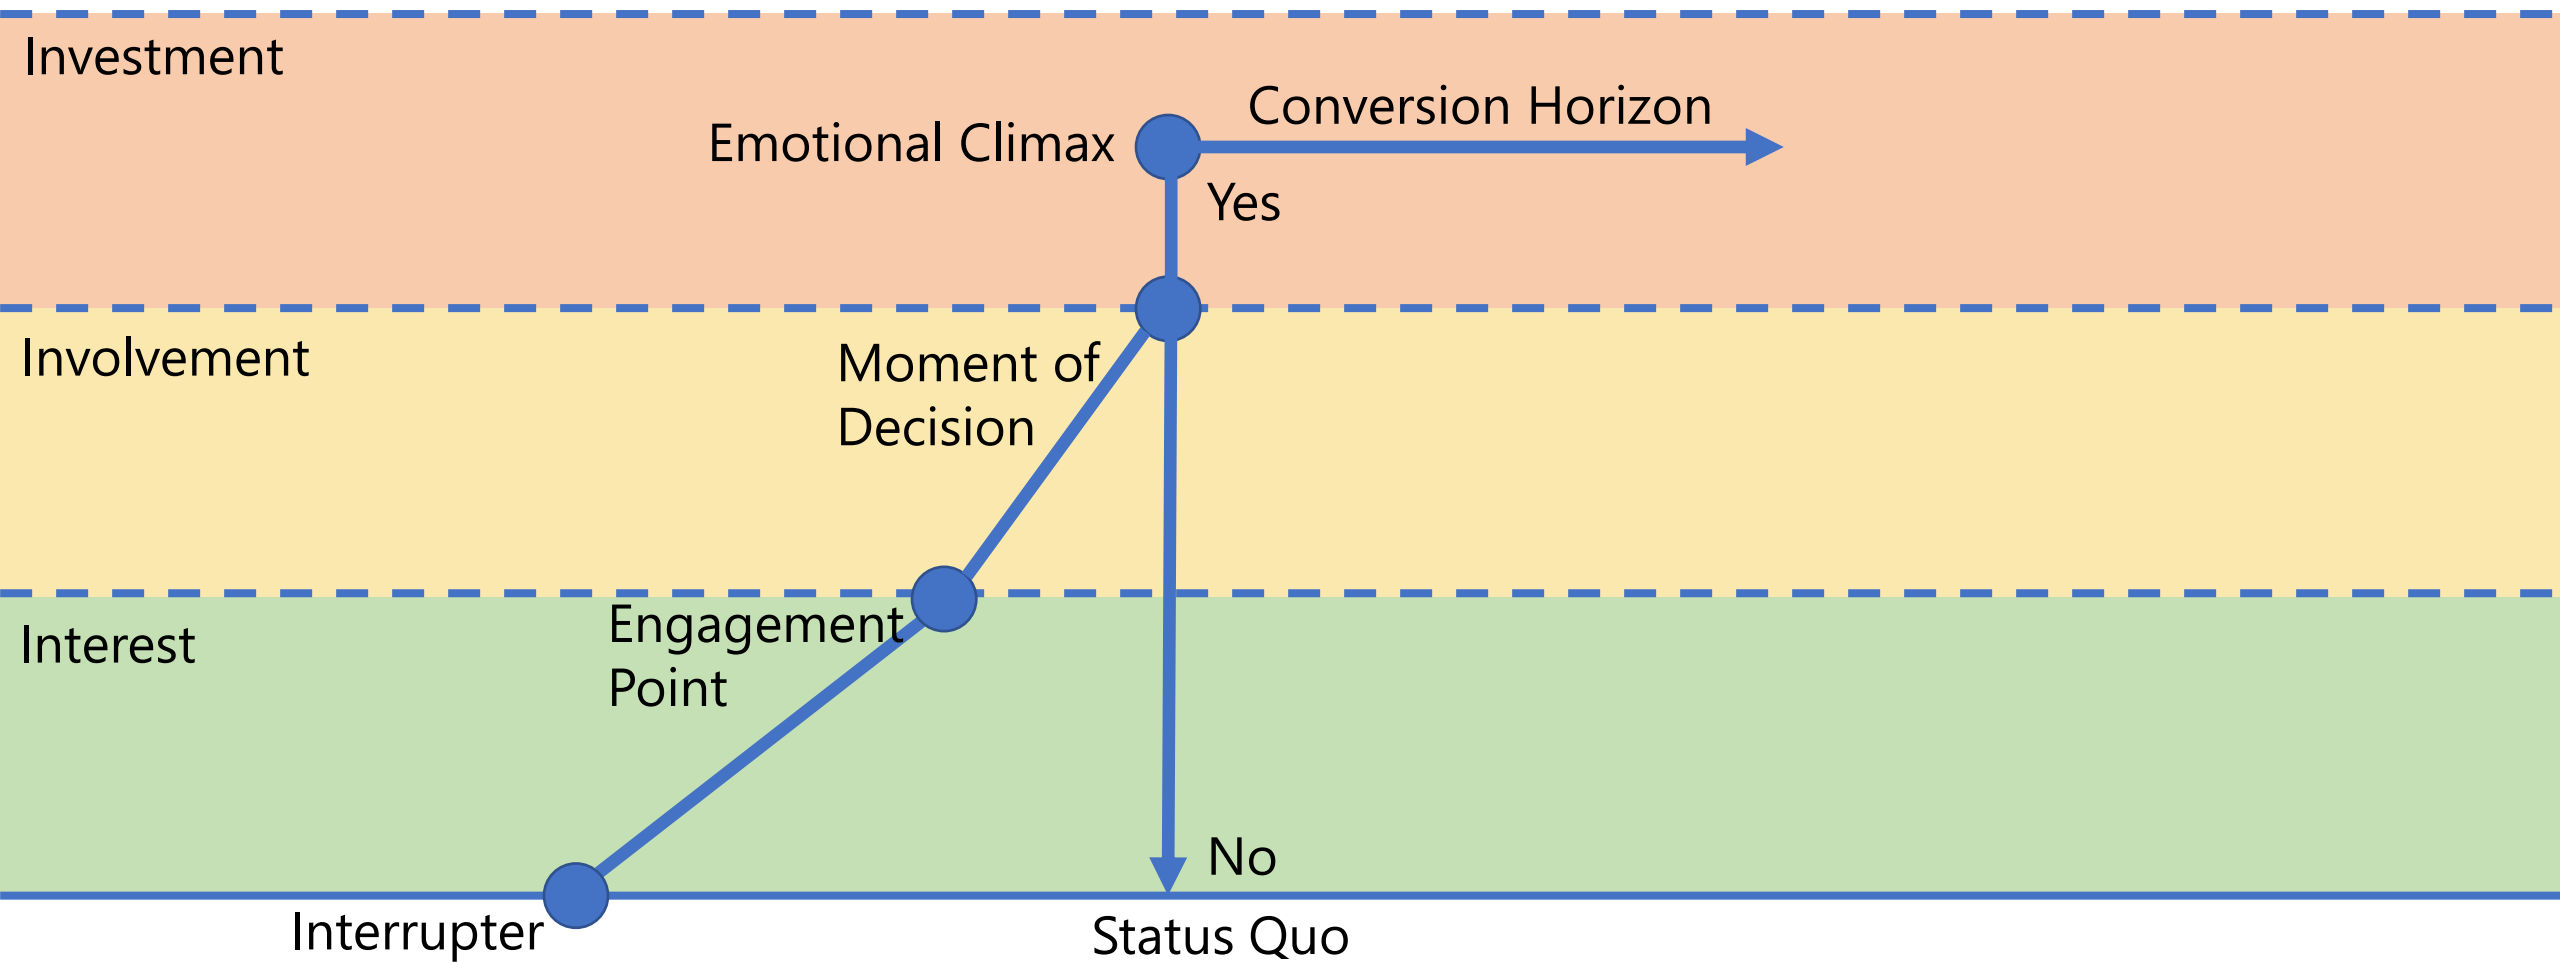 Investment
Conversion Horizon
Emotional Climax
Yes
Involvement
Moment of
Decision
Engagement
Point
Interest
No
Interrupter
Status Quo